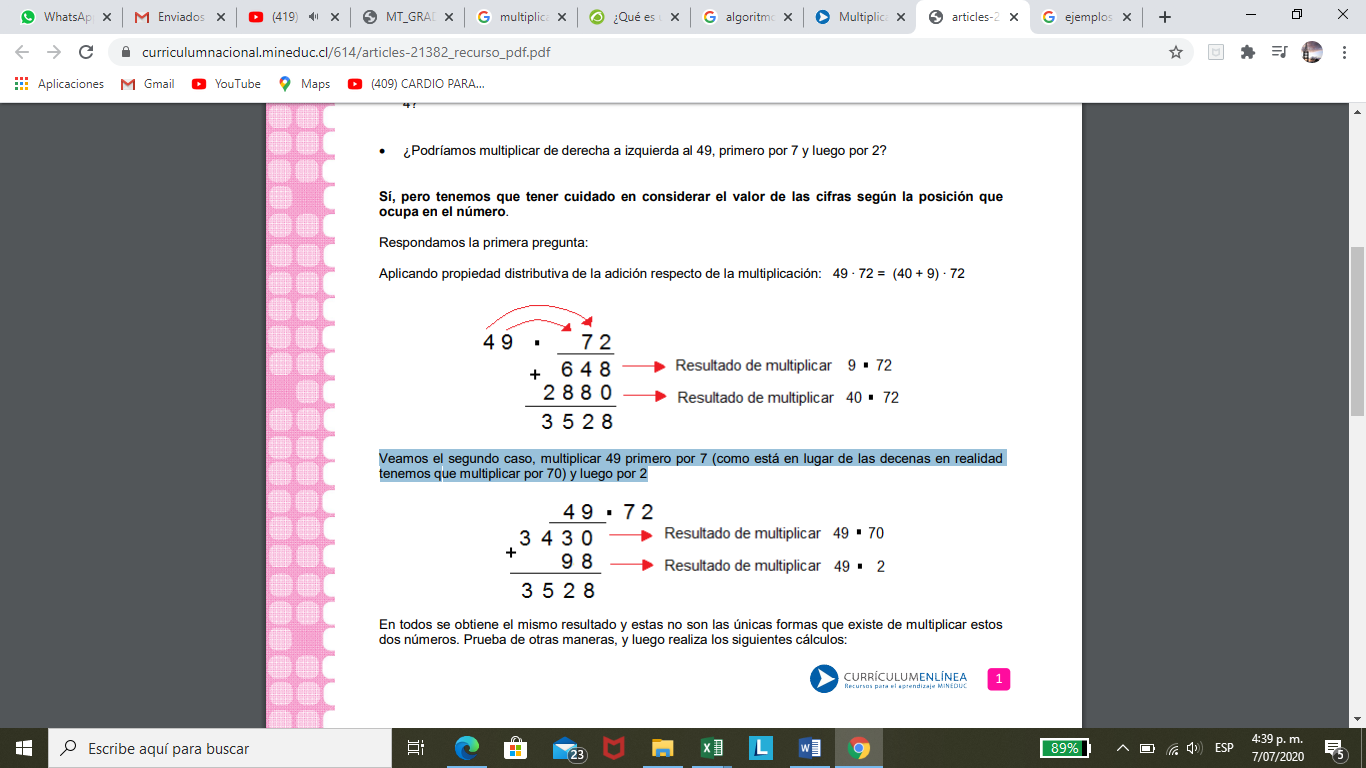 WhatsAp
Enviados
(419)
MT_GRAD
multiplica
¿Qué es u
algoritmo
Multiplica
articles-2
ejemplos
curriculumnacional.mineduc.cl/614/articles-21382_recurso_pdf.pdf
Aplicaciones
Gmail
YouTube
Maps
(409) CARDIO PARA...
4?
• ¿Podríamos multiplicar de derecha a izquierda al 49, primero por 7 y luego por 2?
Sí, pero tenemos que tener cuidado en considerar el valor de las cifras según la posición que
ocupa en el número.
Respondamos la primera pregunta:
Aplicando propiedad distributiva de la adición respecto de la multiplicación: 49 · 72 = (40 + 9) · 72
49 · 72
+ 648 Resultado de multiplicar 9 · 72
2880 Resultado de multiplicar 40 · 72
3528
Veamos el segundo caso, multiplicar 49 primero por 7 (como está en lugar de las decenas en realidad
tenemos que multiplicar por 70) y luego por 2
49 · 72
3430 Resultado de multiplicar 49 · 70
+ 98 Resultado de multiplicar 49 · 2
3528
En todos se obtiene el mismo resultado y estas no son las únicas formas que existe de multiplicar estos
dos números. Prueba de otras maneras, y luego realiza los siguientes cálculos:
CURRÍCULUMENLÍNEA
Recursos para el aprendizaje MINEDUC
1
Escribe aquí para buscar
23
89%
ESP
4:39 p. m.
7/07/2020
5